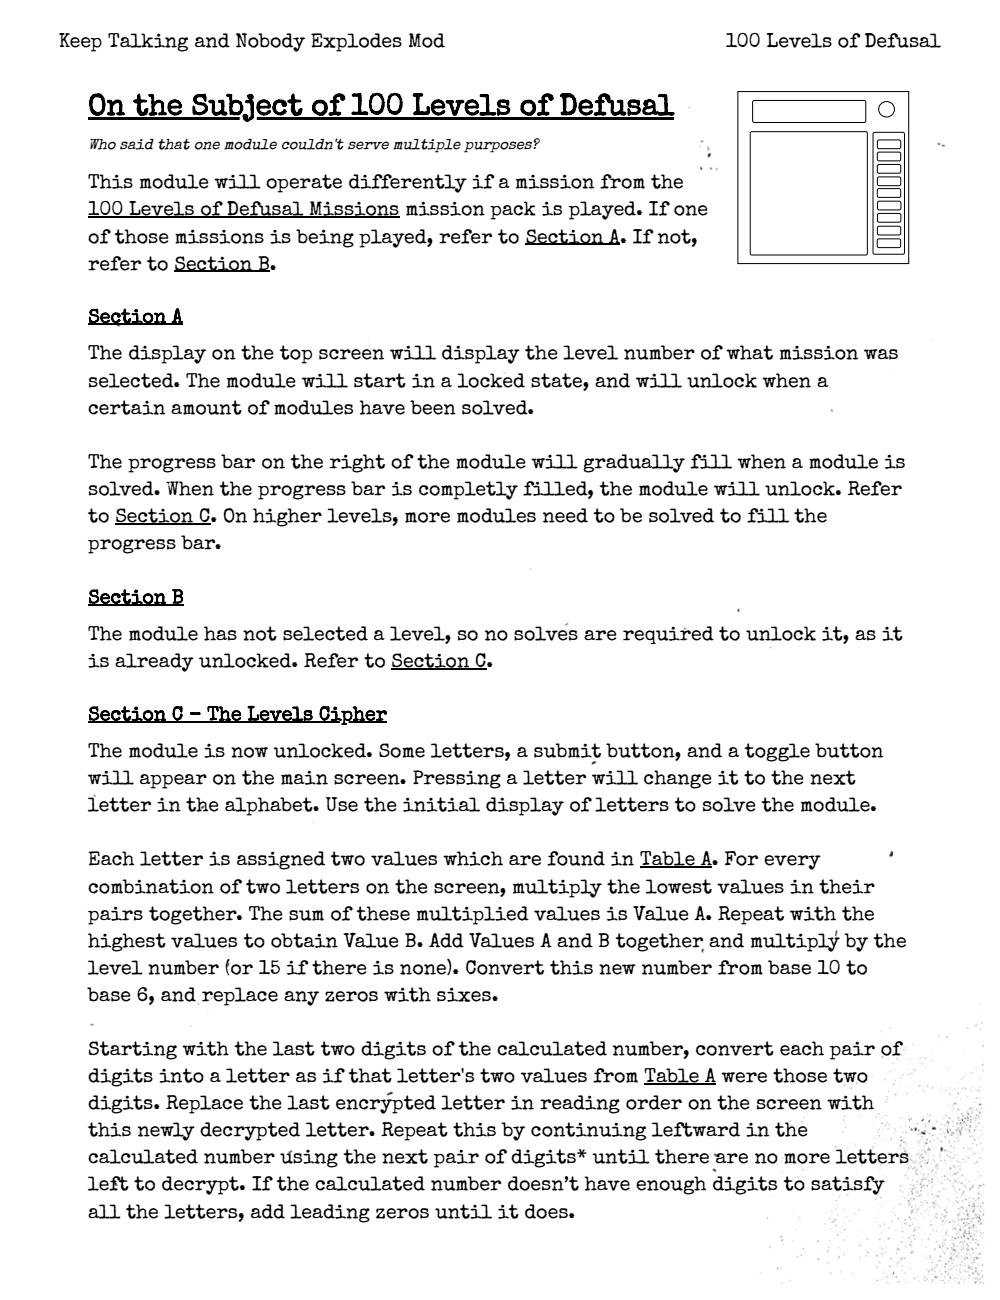 Keep Talking and Nobody Explodes Mod
100 Levels of Defusal
On the Subject of 100 Levels of Defusal
Who said that one module couldn't serve multiple purposes?
This module will operate differently if a mission from the
100 Levels of Defusal Missions mission pack is played. If one
of those missions is being played, refer to Section A. If not,
refer to Section B.
Section A
The display on the top screen will display the level number of what mission was
selected. The module will start in a locked state, and will unlock when a
certain amount of modules have been solved.
The progress bar on the right of the module will gradually fill when a module is
solved. When the progress bar is completly filled, the module will unlock. Refer
to Section C. On higher levels, more modules need to be solved to fill the
progress bar.
Section B
The module has not selected a level, so no solves are required to unlock it, as it
is already unlocked. Refer to Section C.
Section C - The Levels Cipher
The module is now unlocked. Some letters, a submit button, and a toggle button
will appear on the main screen. Pressing a letter will change it to the next
letter in the alphabet. Use the initial display of letters to solve the module.
Each letter is assigned two values which are found in Table A. For every
combination of two letters on the screen, multiply the lowest values in their
pairs together. The sum of these multiplied values is Value A. Repeat with the
highest values to obtain Value B. Add Values A and B together and multiply by the
level number (or 15 if there is none). Convert this new number from base 10 to
base 6, and replace any zeros with sixes.
Starting with the last two digits of the calculated number, convert each pair of
digits into a letter as if that letter's two values from Table A were those two
digits. Replace the last encrypted letter in reading order on the screen with
this newly decrypted letter. Repeat this by continuing leftward in the
calculated number using the next pair of digits* until there are no more letters
left to decrypt. If the calculated number doesn't have enough digits to satisfy
all the letters, add leading zeros until it does.